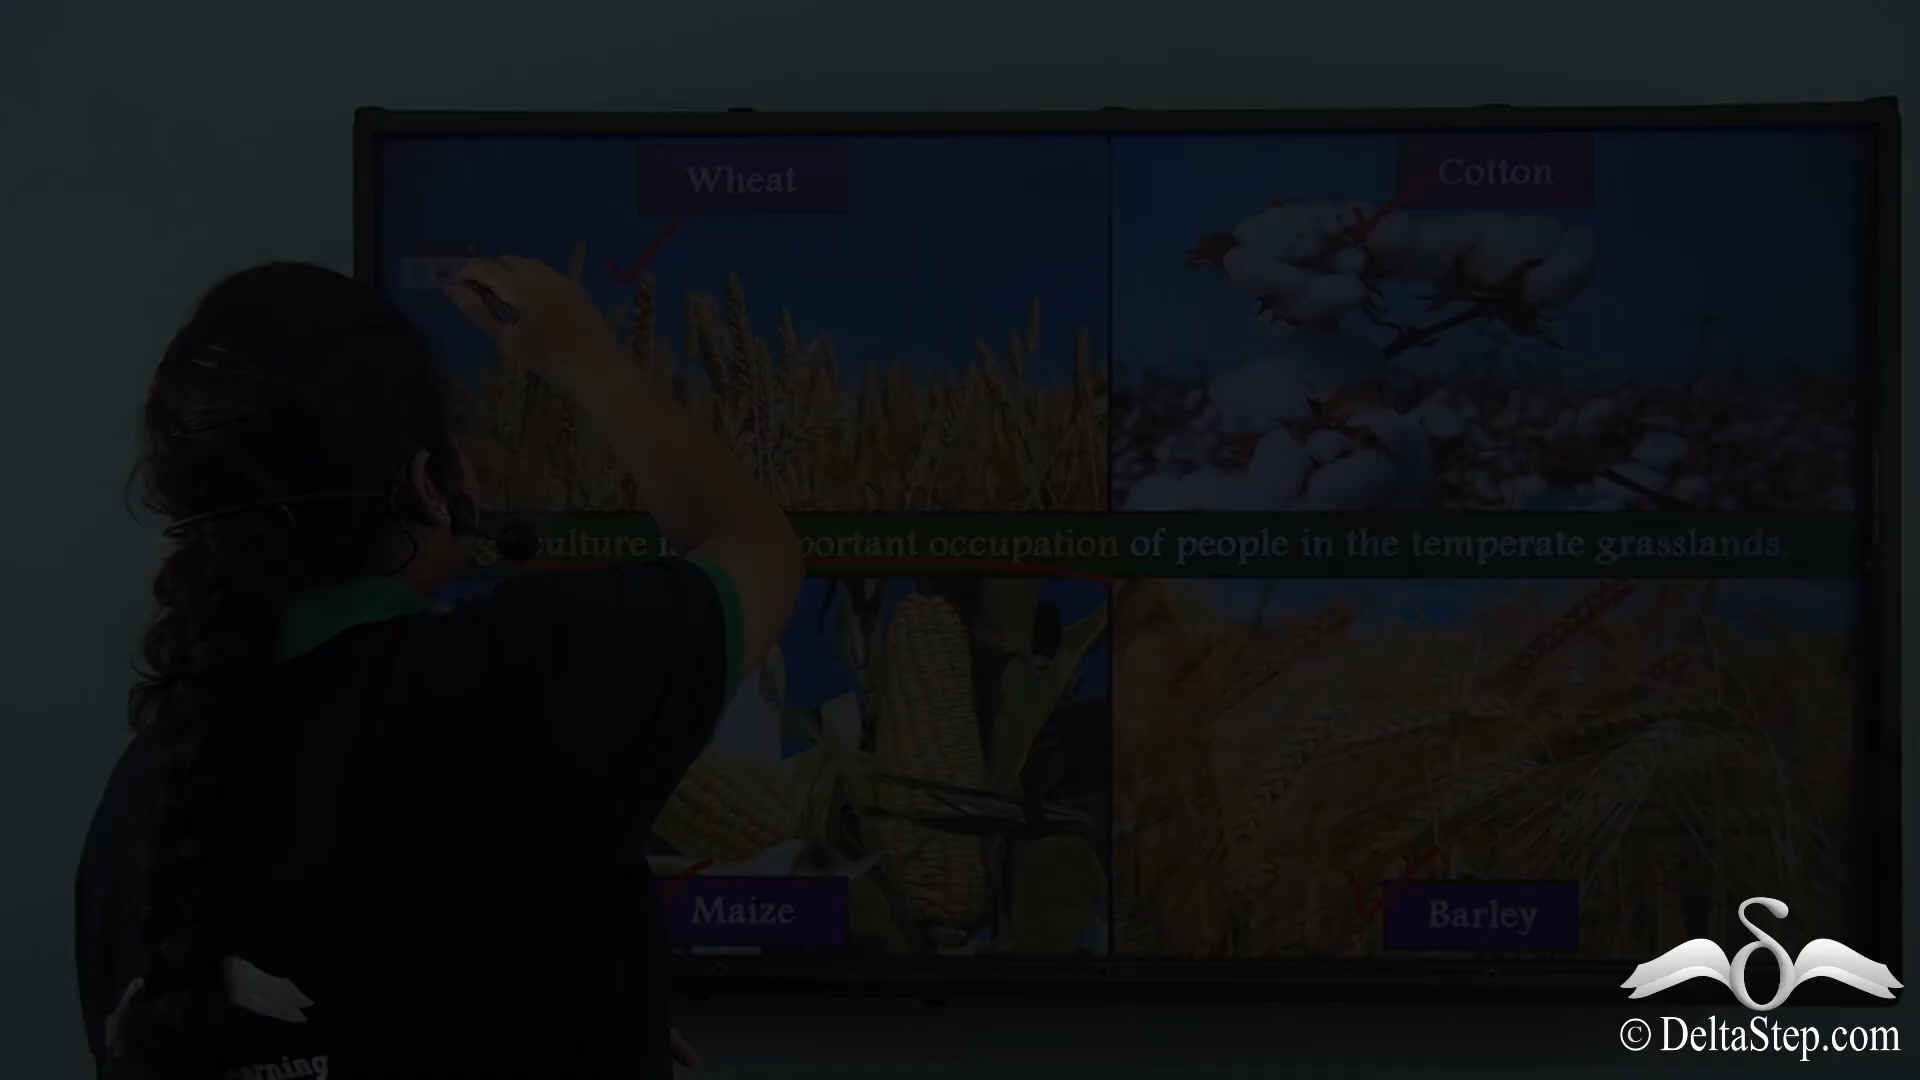 Wheat
Cotton
culture portant occupation of people in the temperate grasslands.
Maize
Barley
© DeltaStep.com